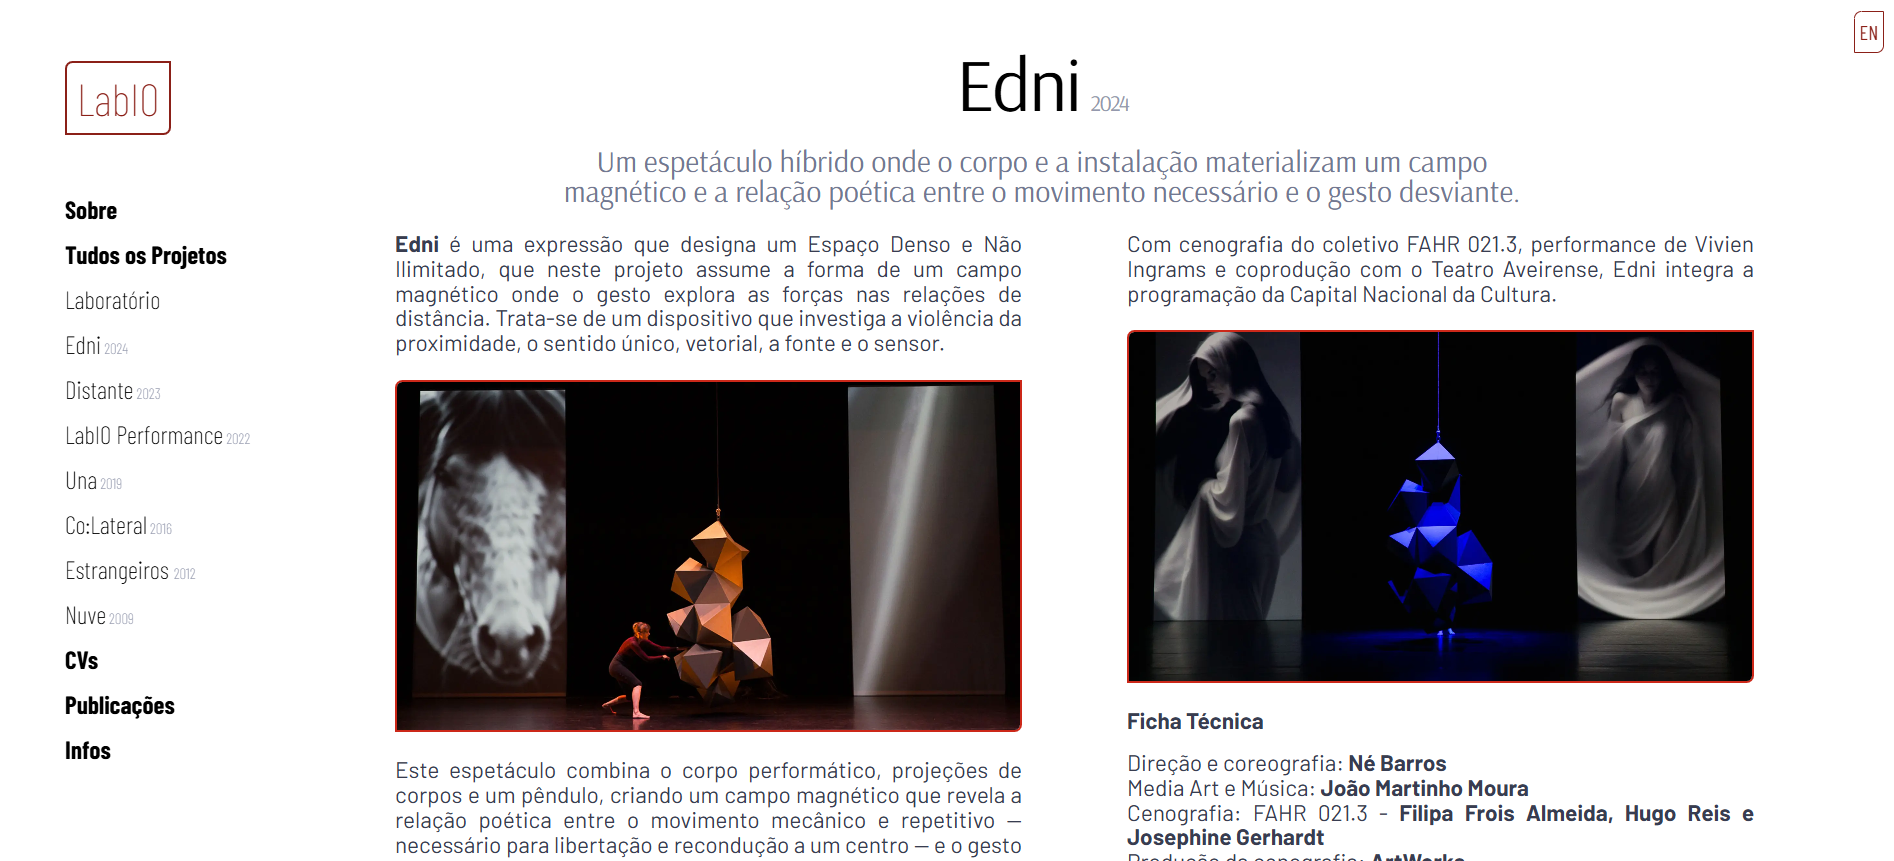 EN
LabIO
Sobre
Tudos os Projetos
Laboratório
Edni 2024
Distante 2023
LabIO Performance 2022
Una 2019
Co:Lateral 2016
Estrangeiros 2012
Nuve 2009
CVs
Publicações
Infos
Edni 2024
Um espetáculo híbrido onde o corpo e a instalação materializam um campo
magnético e a relação poética entre o movimento necessário e o gesto desviante.
Edni é uma expressão que designa um Espaço Denso e Não
Ilimitado, que neste projeto assume a forma de um campo
magnético onde o gesto explora as forças nas relações de
distância. Trata-se de um dispositivo que investiga a violência da
proximidade, o sentido único, vetorial, a fonte e o sensor.
Este espetáculo combina o corpo performático, projeções de
corpos e um pêndulo, criando um campo magnético que revela a
relação poética entre o movimento mecânico e repetitivo —
necessário para libertação e recondução a um centro — e o gesto
Com cenografia do coletivo FAHR 021.3, performance de Vivien
Ingrams e coprodução com o Teatro Aveirense, Edni integra a
programação da Capital Nacional da Cultura.
Ficha Técnica
Direção e coreografia: Né Barros
Media Art e Música: João Martinho Moura
Cenografia: FAHR 021.3 - Filipa Frois Almeida, Hugo Reis e
Josephine Gerhardt
Produção de cenografia: ArtWorks